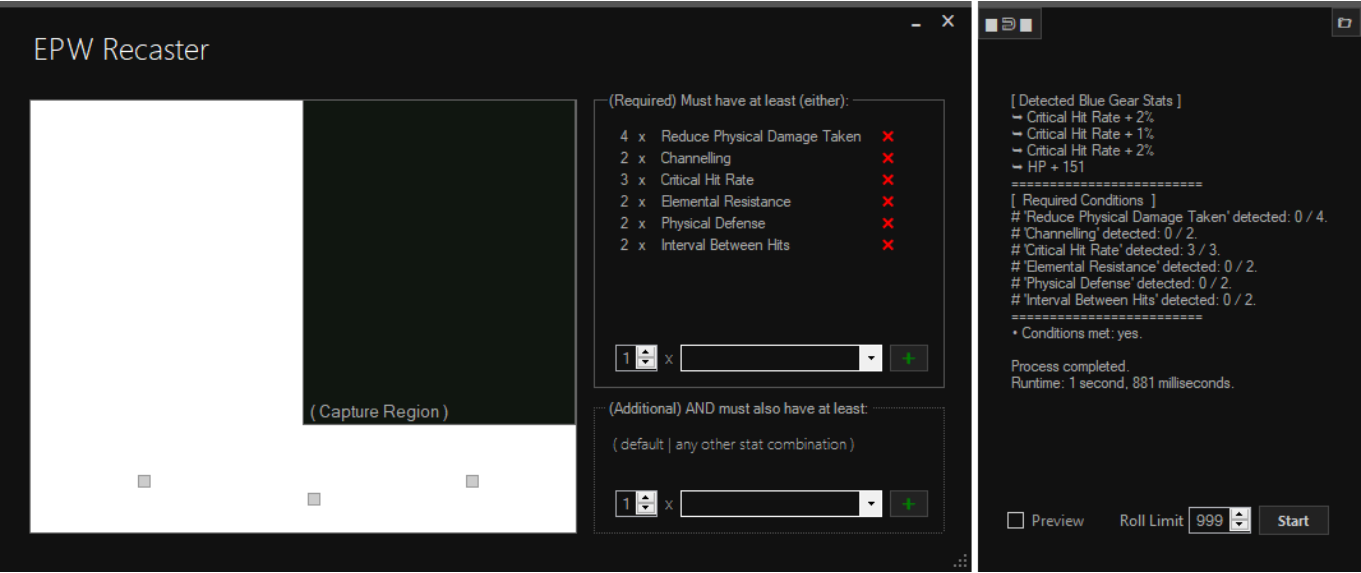 EPW Recaster
( Capture Region )
(Required) Must have at least (either):
4 x Reduce Physical Damage Taken
2 x Channelling
3 x Critical Hit Rate
2 x Elemental Resistance
2 x Physical Defense
2 x Interval Between Hits
1 x
(Additional) AND must also have at least:
( default | any other stat combination )
1 x
[ Detected Blue Gear Stats ]
Critical Hit Rate + 2%
Critical Hit Rate + 1%
Critical Hit Rate + 2%
HP + 151
=========================
[ Required Conditions ]
# 'Reduce Physical Damage Taken' detected: 0 / 4.
# 'Channelling' detected: 0 / 2.
# 'Critical Hit Rate' detected: 3 / 3.
# 'Elemental Resistance' detected: 0 / 2.
# 'Physical Defense' detected: 0 / 2.
# 'Interval Between Hits' detected: 0 / 2.
=========================
• Conditions met: yes.
Process completed.
Runtime: 1 second, 881 milliseconds.
Preview Roll Limit 999 Start